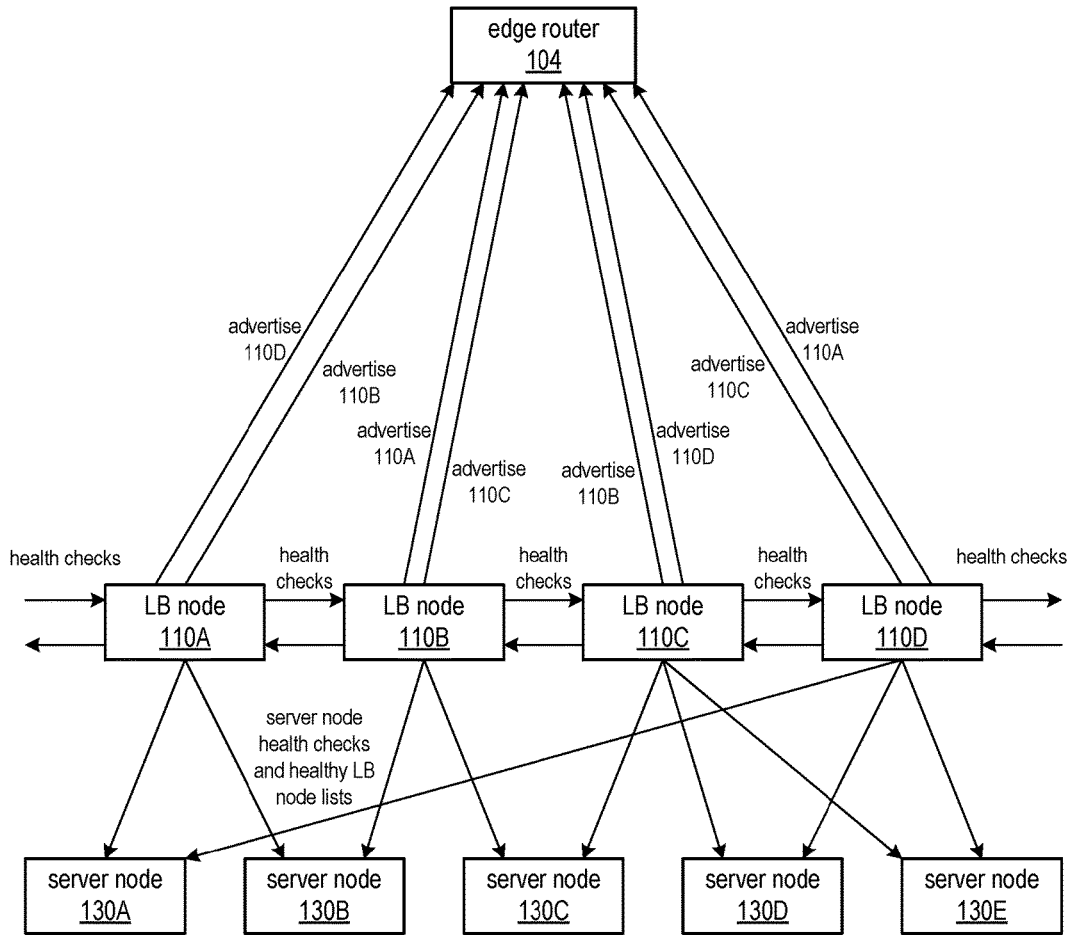 edge router
104
advertise
110D
advertise
110B
advertise
110A
advertise
110C
advertise
110B
advertise
110D
advertise
110C
advertise
110A
health checks
health
checks
health
checks
health
checks
health checks
LB node
110A
LB node
110B
LB node
110C
LB node
110D
server node
health checks
and healthy LB
node lists
server node
130A
server node
130B
server node
130C
server node
130D
server node
130E